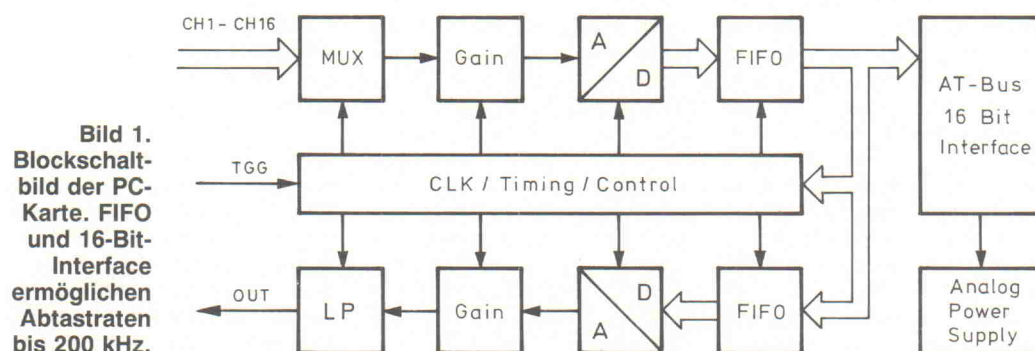 CH1 - CH16
MUX
Gain
A
D
FIFO
AT-Bus
16 Bit
Interface
Bild 1.
Blockschalt-
bild der PC-
Karte. FIFO
und 16-Bit-
Interface
ermöglichen
Abtastraten
bis 200 kHz.
TGG
CLK / Timing / Control
OUT
LP
Gain
D
A
FIFO
Analog
Power
Supply